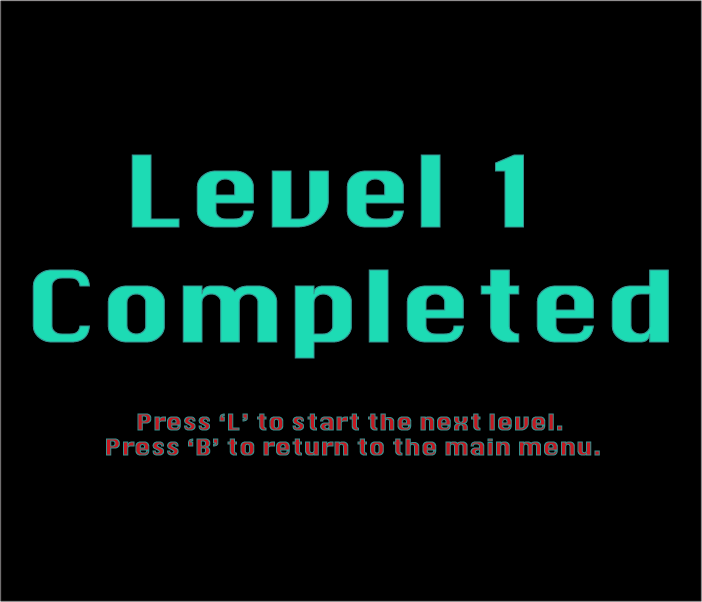 Level 1
Completed
Press ‘L’ to start the next level.
Press ‘B’ to return to the main menu.